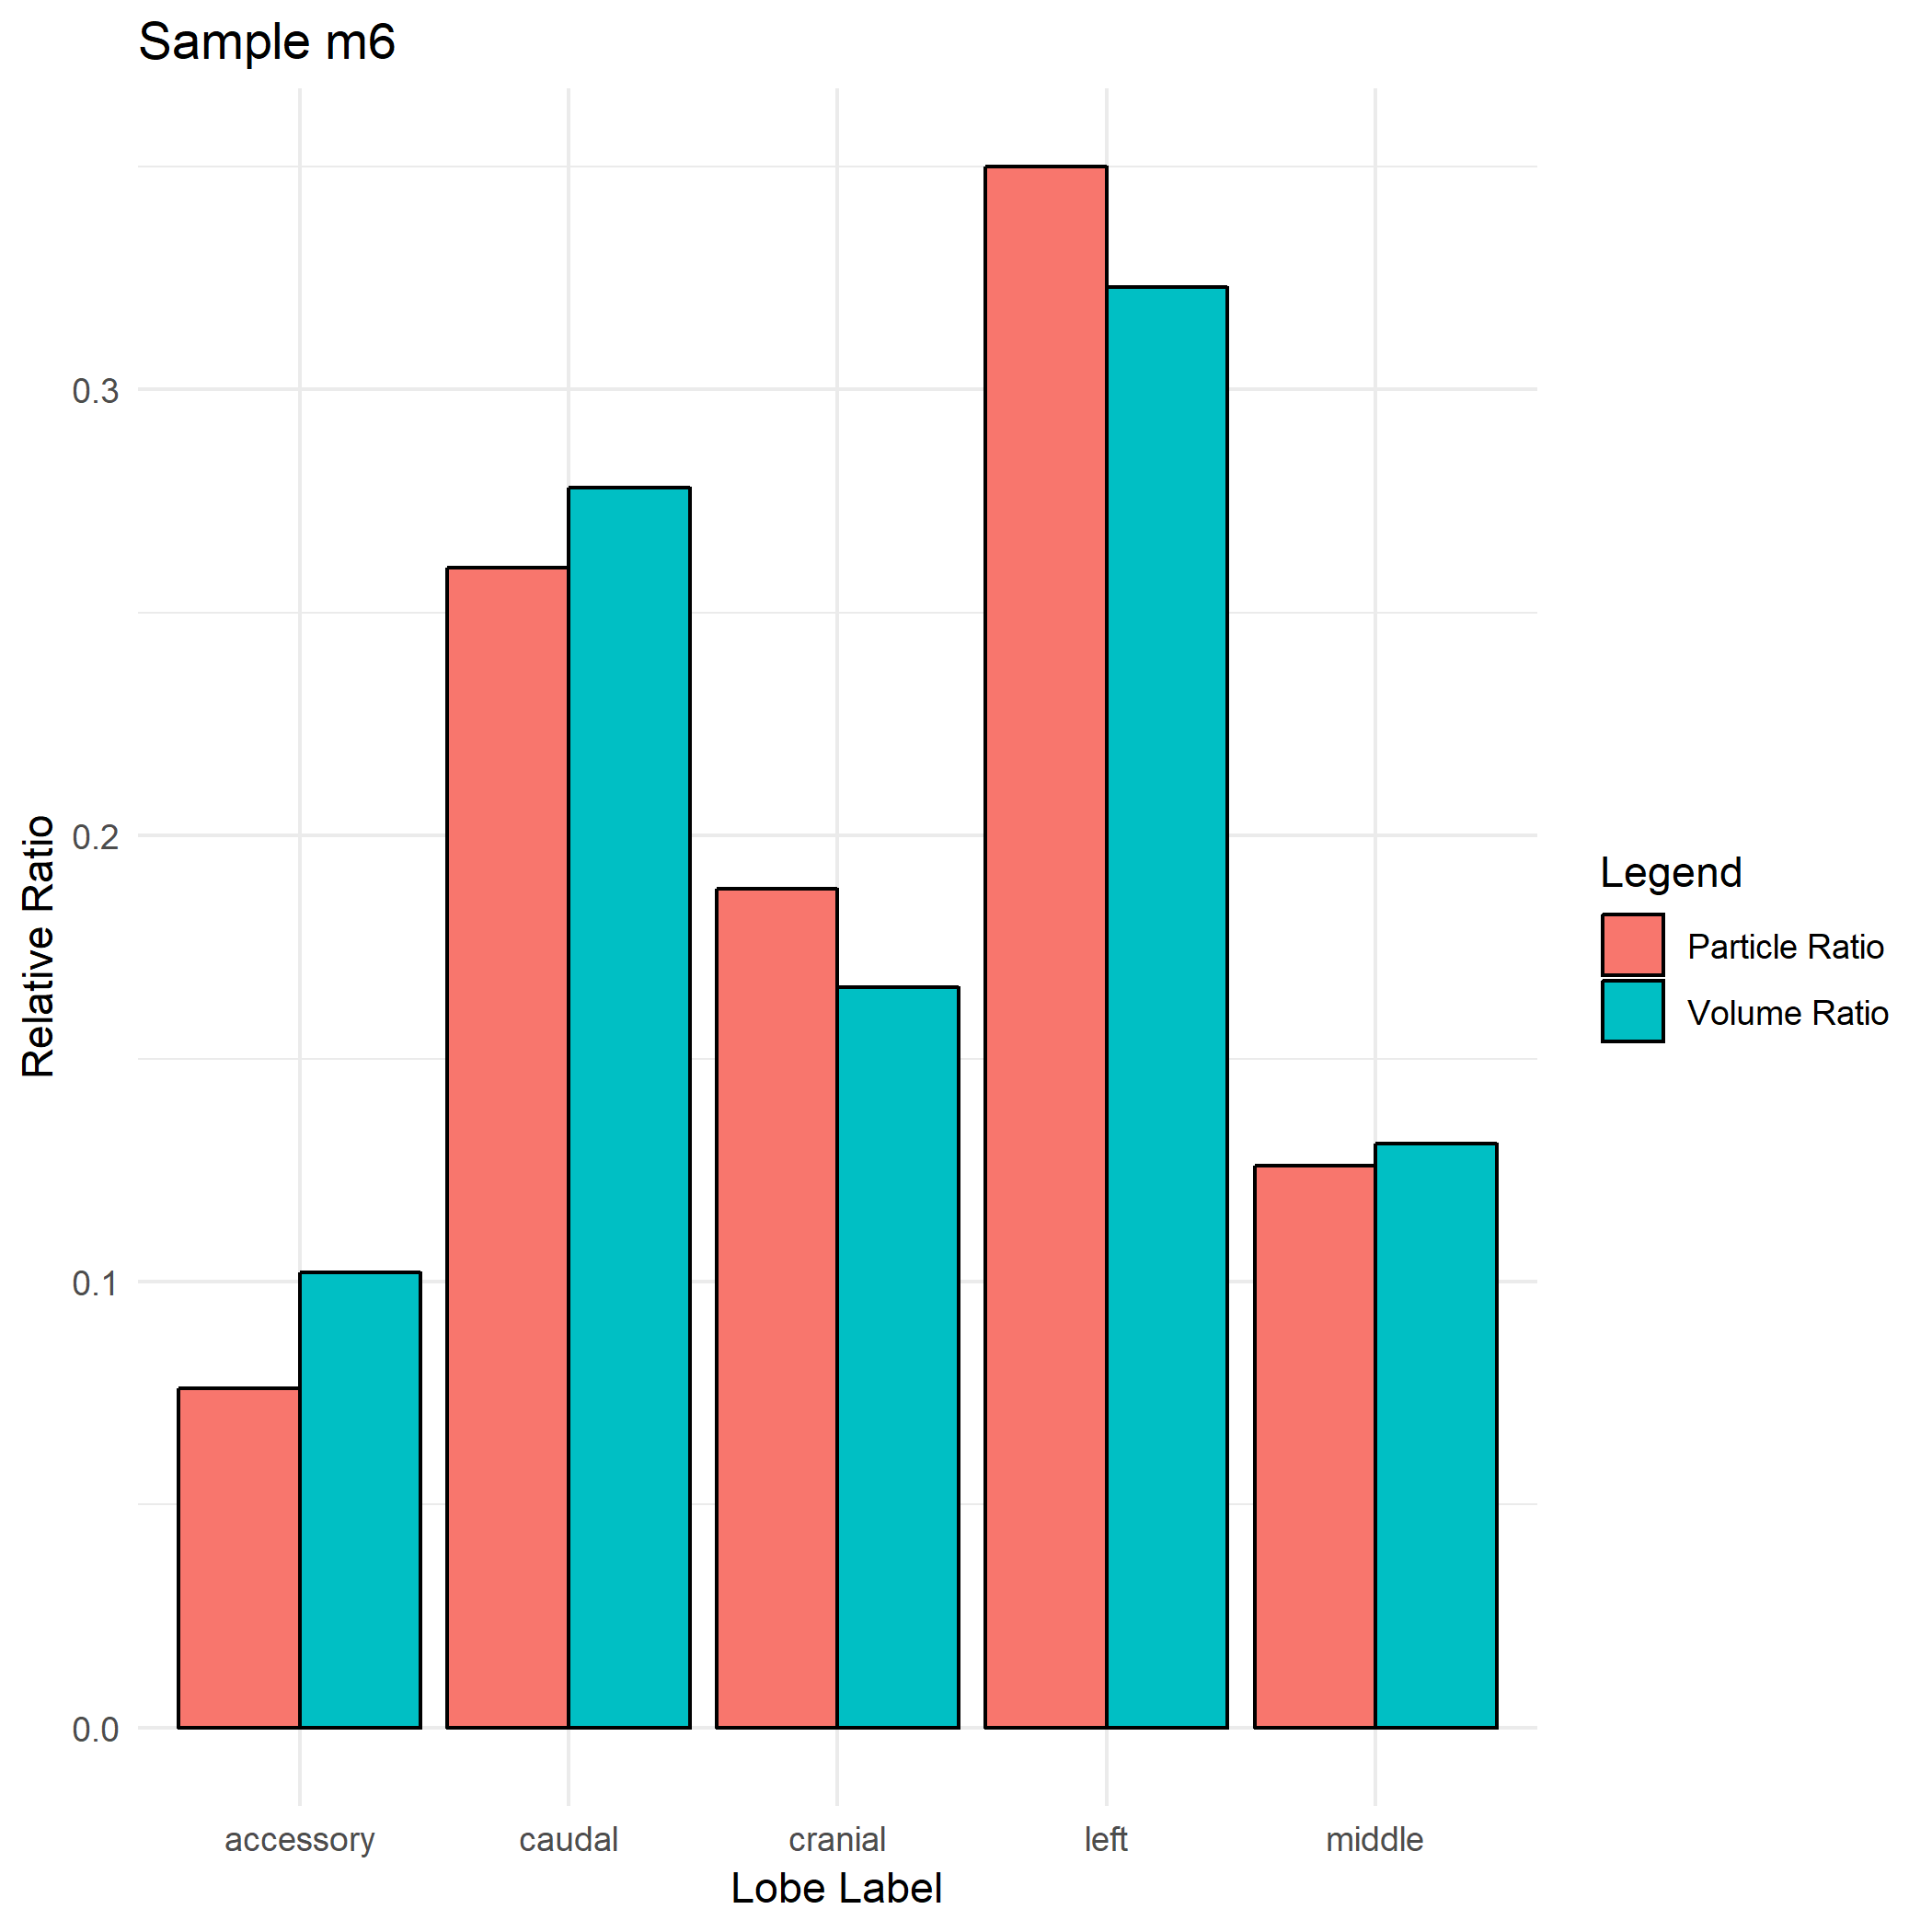 Sample m6
0.3
0.2
0.1
0.0
Relative Ratio
accessory caudal cranial left middle
Lobe Label
Legend
Particle Ratio
Volume Ratio